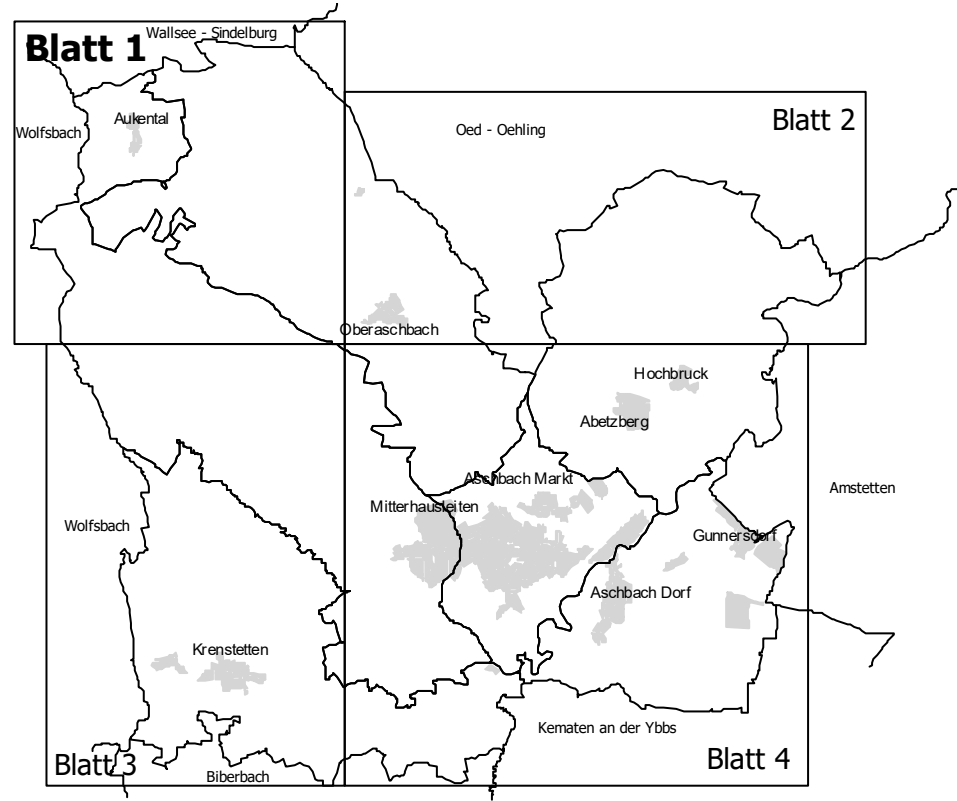 Wallsee - Sindelburg
Blatt 1
Aukental
Wolfsbach
Blatt 2
Oed - Oehling
Oberaschbach
Hochbruck
Abetzberg
Aschbach Markt
Mitterhausleiten
Amstetten
Wolfsbach
Gunnersdorf
Aschbach Dorf
Krenstetten
Kematen an der Ybbs
Blatt 4
Blatt 3
Biberbach